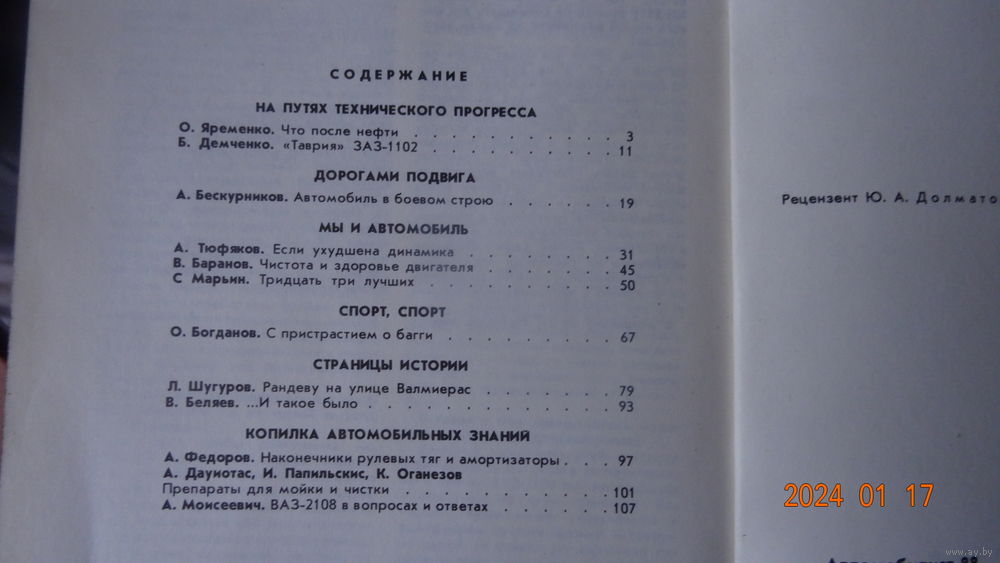 СОДЕРЖАНИЕ
НА ПУТЯХ ТЕХНИЧЕСКОГО ПРОГРЕССА
О. Яременко. Что после нефти . . . . . . . . . . 3
Б. Демченко. «Таврия» ЗАЗ-1102 . . . . . . . . . . 11
ДОРОГАМИ ПОДВИГА
А. Бескурников. Автомобиль в боевом строю . . . . . . 19
МЫ И АВТОМОБИЛЬ
А. Тюфяков. Если ухудшена динамика . . . . . . . . 31
В. Баранов. Чистота и здоровье двигателя . . . . . . . 45
С Марьин. Тридцать три лучших . . . . . . . . . . 50
СПОРТ, СПОРТ
О. Богданов. С пристрастием о багги . . . . . . . . . 67
СТРАНИЦЫ ИСТОРИИ
Л. Шугуров. Рандеву на улице Валмиерас . . . . . . . 79
В. Беляев. ...И такое было . . . . . . . . . . . . 93
КОПИЛКА АВТОМОБИЛЬНЫХ ЗНАНИЙ
А. Федоров. Наконечники рулевых тяг и амортизаторы . . . 97
А. Дауиотас, И. Папильскис, К. Оганезов
Препараты для мойки и чистки . . . . . . . . . . 101
А. Моисеевич. ВАЗ-2108 в вопросах и ответах . . . . . . 107
Рецензент Ю. А. Долмато
2024 01 17
www.ay.by